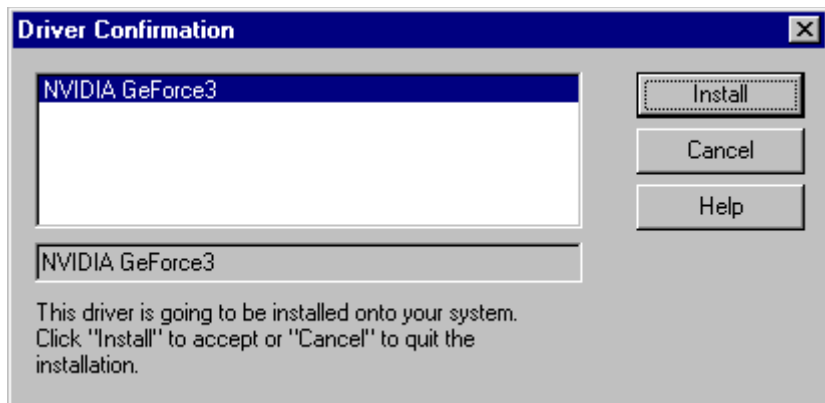 Driver Confirmation
NVIDIA GeForce3
Install
Cancel
Help
NVIDIA GeForce3
This driver is going to be installed onto your system.
Click "Install" to accept or "Cancel" to quit the
installation.